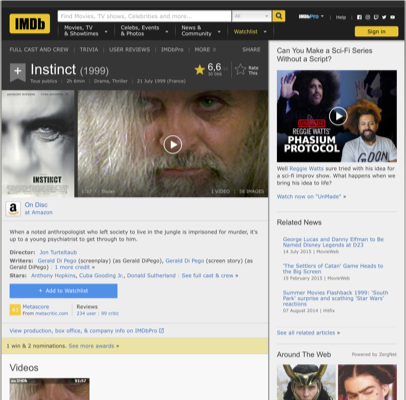 IMDb
Find Movies, TV shows, Celebrities and more...
All
IMDbPro
Help
Movies, TV & Showtimes
Celebs, Events & Photos
News & Community
Watchlist
Sign in
FULL CAST AND CREW | TRIVIA | USER REVIEWS | IMDbPro | MORE
SHARE
Instinct (1999)
6,6
Rate This
Tous publics | 2h 6min | Drama, Thriller | 21 July 1999 (France)
instinct
1 VIDEO | 58 IMAGES
On Disc
at Amazon
When a noted anthropologist who left society to live in the jungle is imprisoned for murder, it's
up to a young psychiatrist to get through to him.
Director: Jon Turteltaub
Writers: Gerald Di Pego (screenplay) (as Gerald DiPego), Gerald Di Pego (screen story) (as
Gerald DiPego) | 1 more credit »
Stars: Anthony Hopkins, Cuba Gooding Jr., Donald Sutherland | See full cast & crew »
+ Add to Watchlist
Metascore
From metacritic.com
Reviews
234 user | 99 critic
View production, box office, & company info on IMDbPro
1 win & 2 nominations. See more awards »
Videos
Can You Make a Sci-Fi Series
Without a Script?
REGGIE WATTS'
PHASIUM
PROTOCOL
Well Reggie Watts sure tried with his idea for
a sci-fi improv show. What happens when we
bring his idea to life?
Watch now on "UnMade" »
Related News
George Lucas and Danny Elfman to Be
Named Disney Legends at D23
14 July 2015 | MovieWeb
'The Settlers of Catan' Game Heads to
the Big Screen
19 February 2015 | MovieWeb
Summer Movies Flashback 1999: 'South
Park' surprise and scathing 'Star Wars'
reactions
07 August 2014 | Hitfix
See all related articles »
Around The Web
Powered by ZergNet